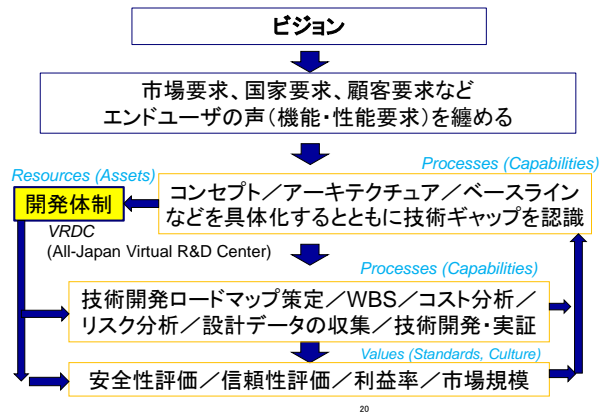 ビジョン
市場要求、国家要求、顧客要求など
エンドユーザの声（機能・性能要求）を纏める
Processes (Capabilities)
Resources (Assets)
開発体制
コンセプト／アーキテクチュア／ベースライン
などを具体化するとともに技術ギャップを認識
VRDC
(All-Japan Virtual R&D Center)
Processes (Capabilities)
技術開発ロードマップ策定／WBS／コスト分析／
リスク分析／設計データの収集／技術開発・実証
Values (Standards, Culture)
安全性評価／信頼性評価／利益率／市場規模
20